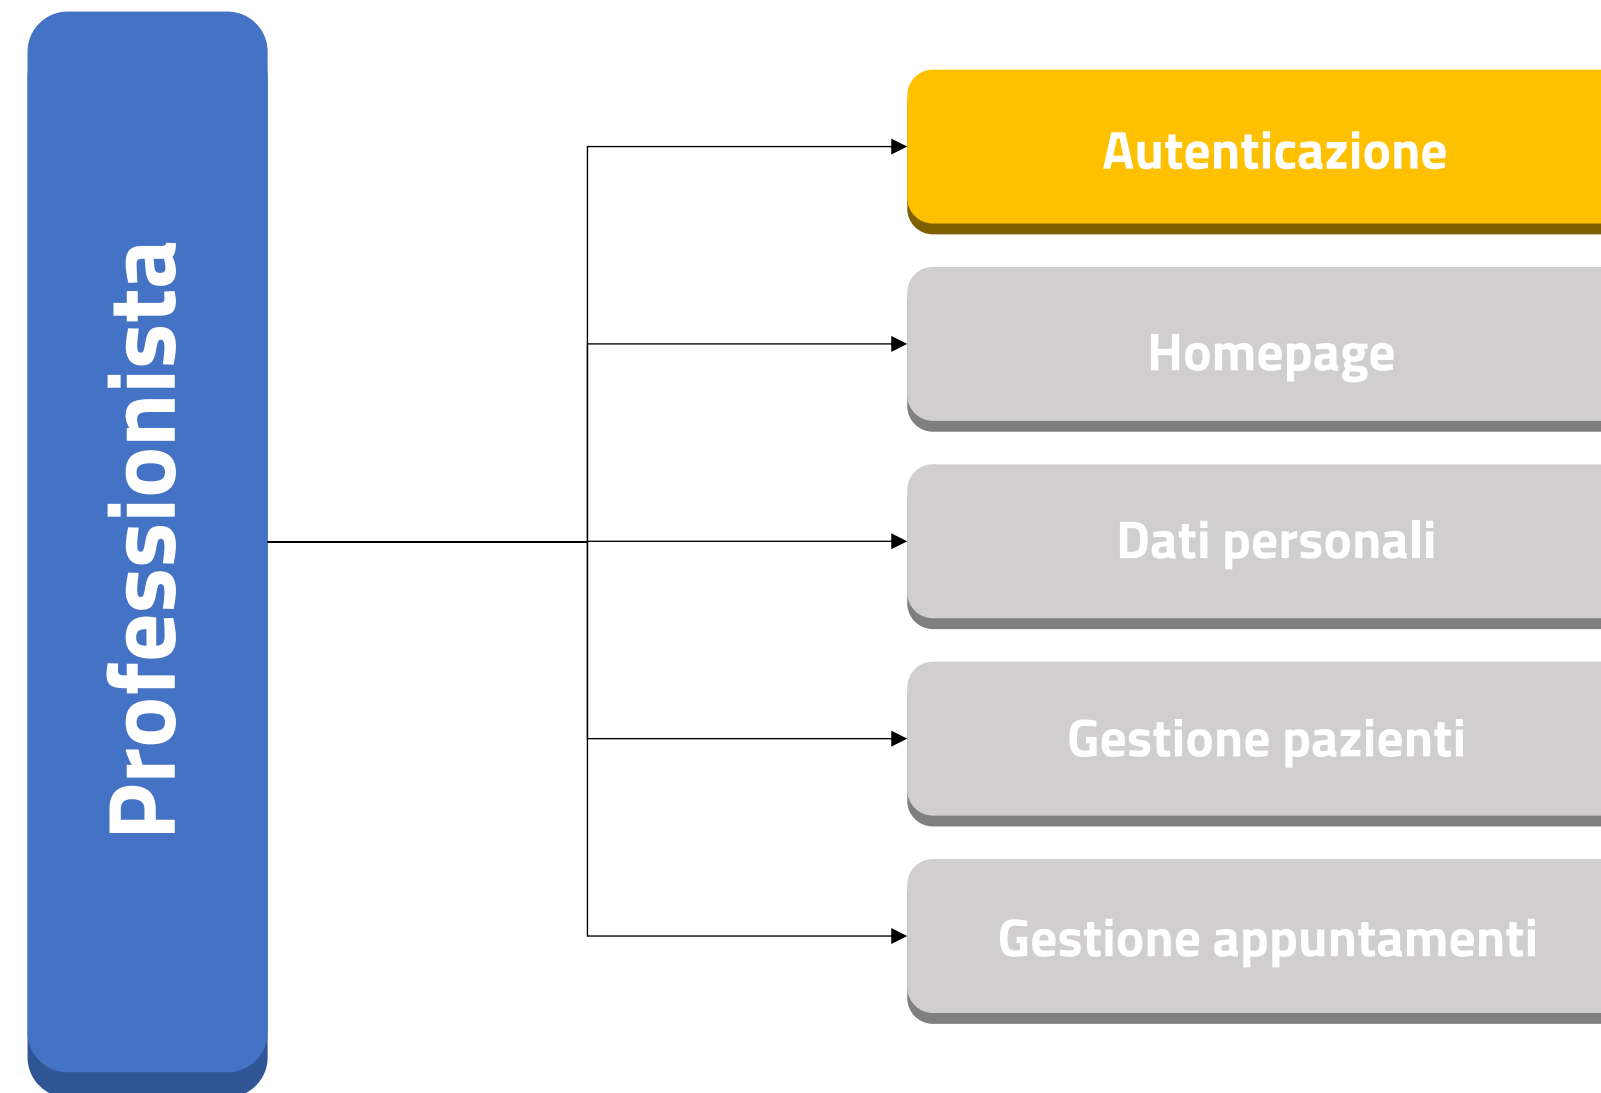 Professionista
Autenticazione
Homepage
Dati personali
Gestione pazienti
Gestione appuntamenti